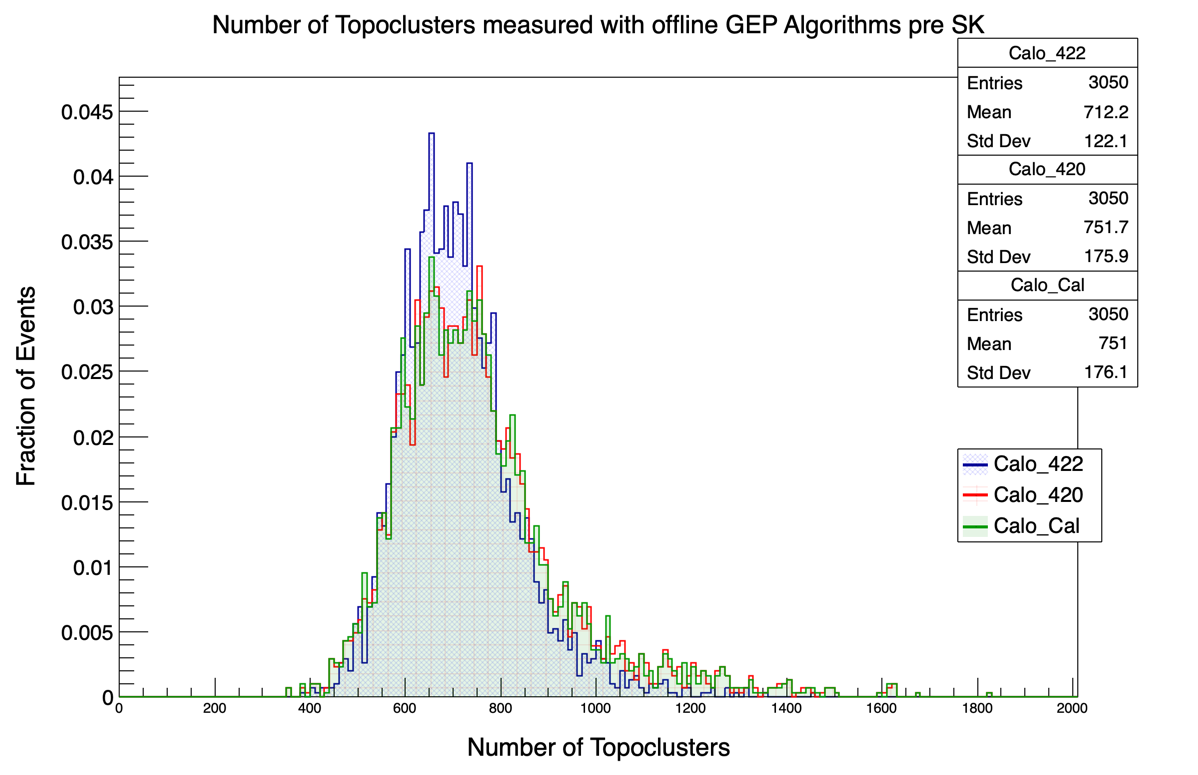 Number of Topoclusters measured with offline GEP Algorithms pre SK
Calo_422
Entries 3050
Mean 712.2
Std Dev 122.1
Calo_420
Entries 3050
Mean 751.7
Std Dev 175.9
Calo_Cal
Entries 3050
Mean 751
Std Dev 176.1
Calo_422
Calo_420
Calo_Cal
Fraction of Events
0.045
0.04
0.035
0.03
0.025
0.02
0.015
0.01
0.005
0
0 200 400 600 800 1000 1200 1400 1600 1800 2000
Number of Topoclusters